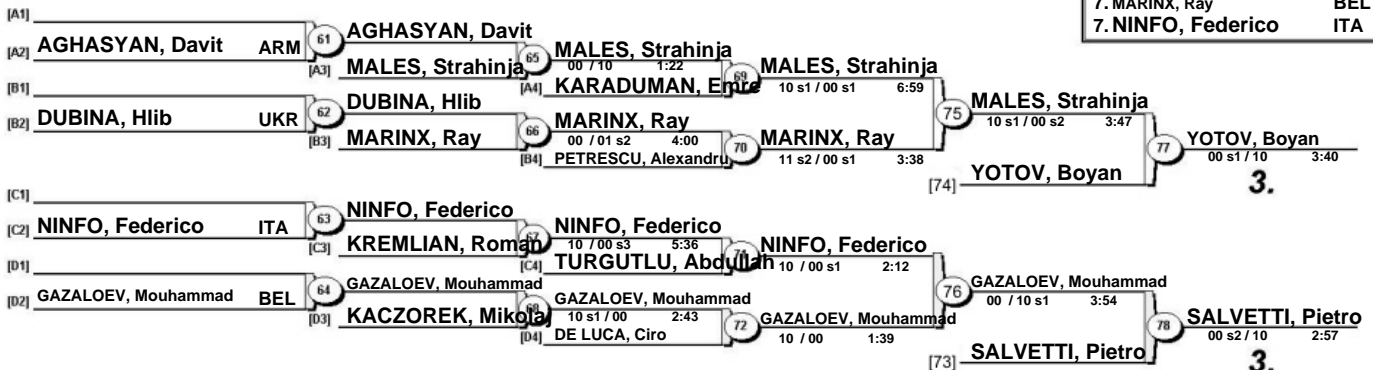 7. MARINX, Ray BEL
7. NINFO, Federico ITA
[A1]
[A2] AGHASYAN, Davit ARM
61
AGHASYAN, Davit
[A3] MALES, Strahinja
65
MALES, Strahinja
00 / 10 1:22
[A4] KARADUMAN, Emre
69
MALES, Strahinja
10 s1 / 00 s1 6:59
[B1]
[B2] DUBINA, Hlib UKR
62
DUBINA, Hlib
[B3] MARINX, Ray
66
MARINX, Ray
00 / 01 s2 4:00
[B4] PETRESCU, Alexandru
70
MARINX, Ray
11 s2 / 00 s1 3:38
75
MALES, Strahinja
10 s1 / 00 s2 3:47
[74] YOTOV, Boyan
77
YOTOV, Boyan
00 s1 / 10 3:40
3.
[C1]
[C2] NINFO, Federico ITA
63
NINFO, Federico
[C3] KREMLIAN, Roman
67
NINFO, Federico
10 / 00 s3 5:36
[C4] TURGUTLU, Abdullah
71
NINFO, Federico
10 / 00 s1 2:12
[D1]
[D2] GAZALOEV, Mouhammad BEL
64
GAZALOEV, Mouhammad
[D3] KACZOREK, Mikolaj
68
GAZALOEV, Mouhammad
10 s1 / 00 2:43
[D4] DE LUCA, Ciro
72
GAZALOEV, Mouhammad
10 / 00 1:39
76
GAZALOEV, Mouhammad
00 / 10 s1 3:54
[73] SALVETTI, Pietro
78
SALVETTI, Pietro
00 s2 / 10 2:57
3.